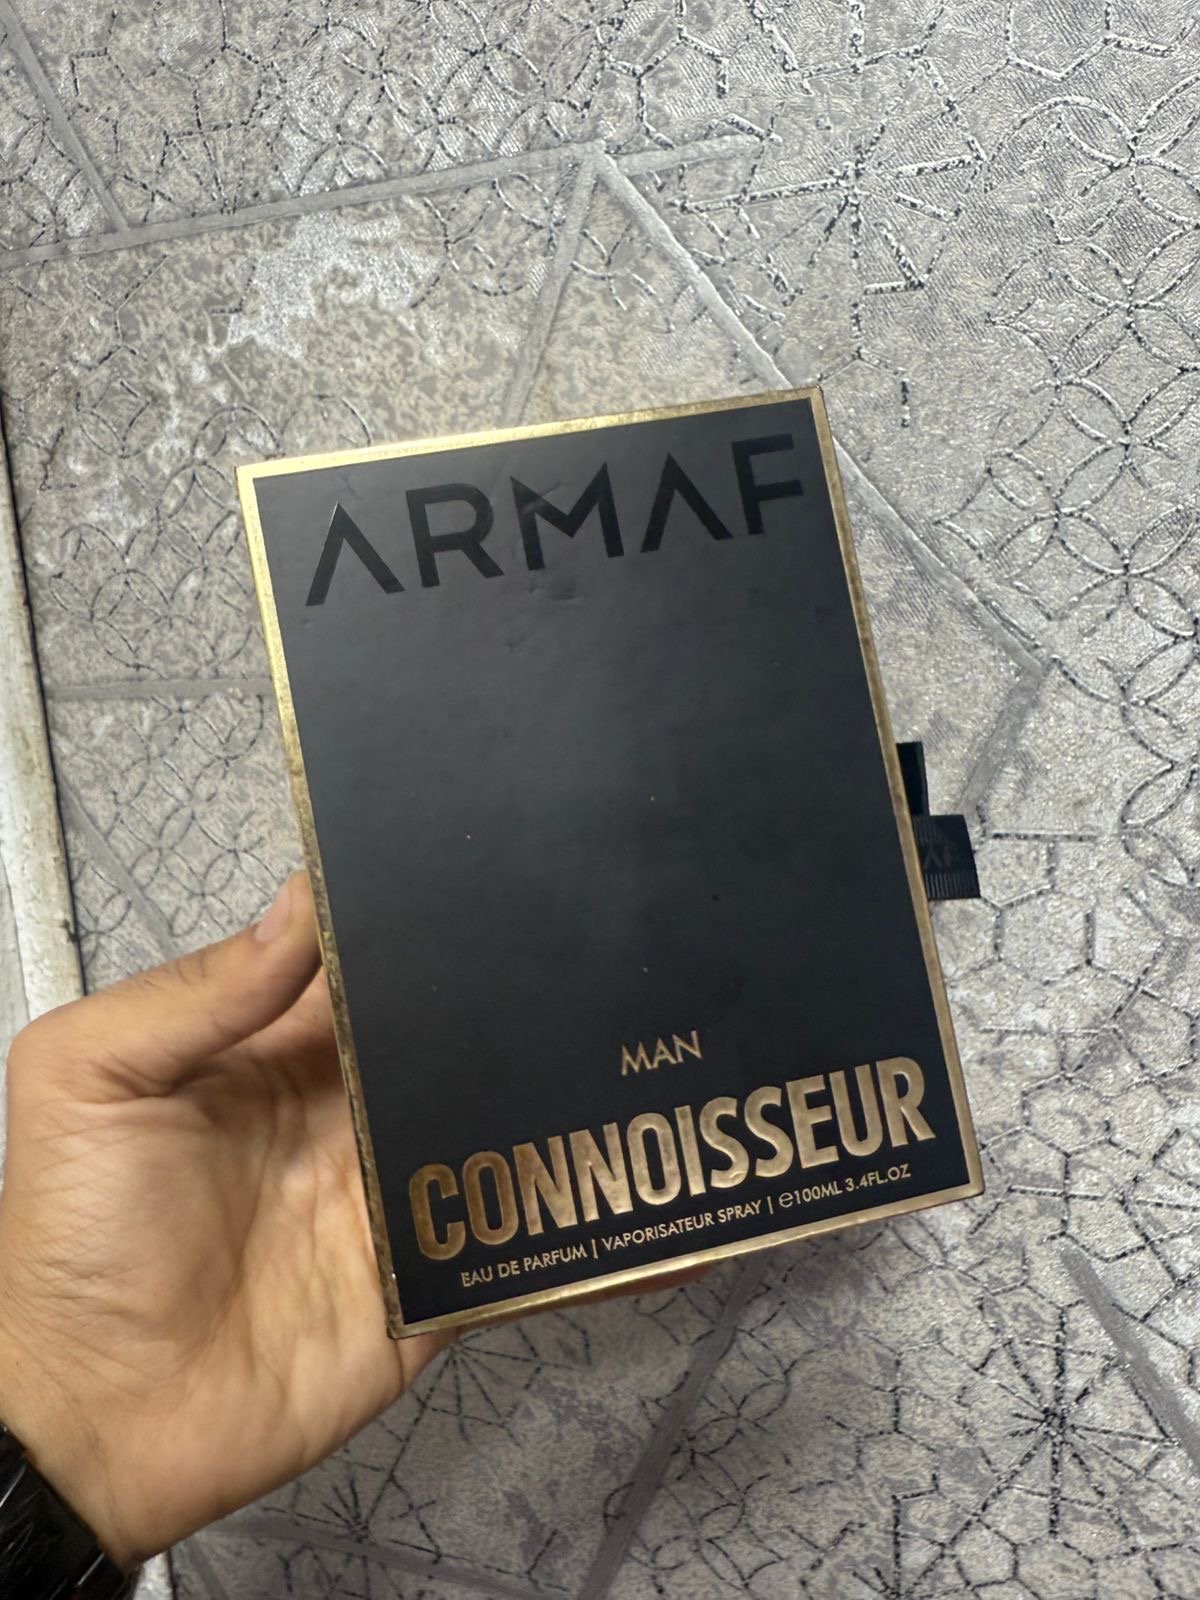 ARMAF
MAN
CONNOISSEUR
EAU DE PARFUM | VAPORISATEUR SPRAY | ℮100ML 3.4FL.OZ